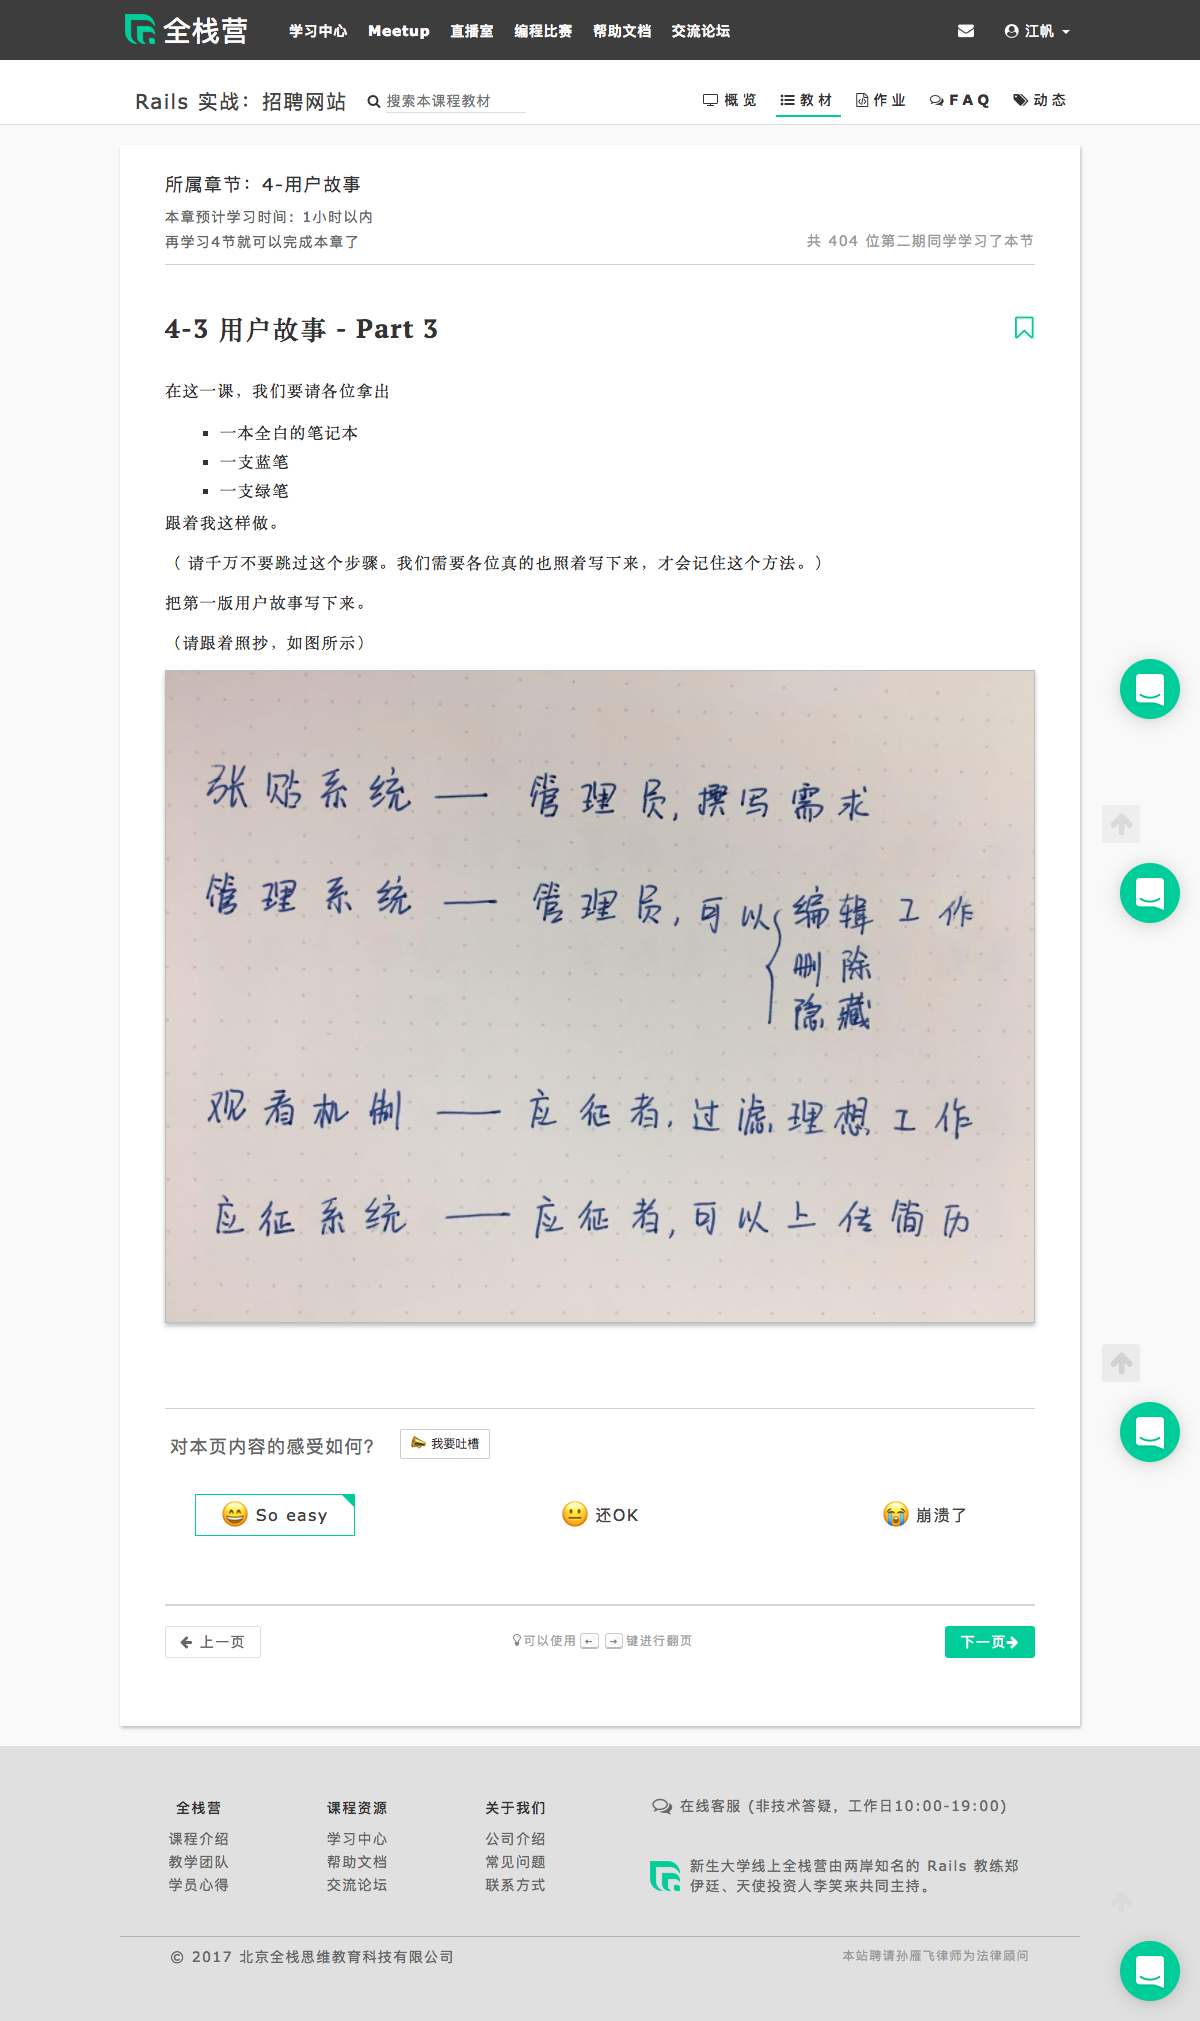 全栈营 学习中心 Meetup 直播室 编程比赛 帮助文档 交流论坛 江帆
Rails 实战：招聘网站 搜索本课程教材 概览 教材 作业 FAQ 动态
所属章节：4-用户故事
本章预计学习时间：1小时以内
再学习4节就可以完成本章了
共 404 位第二期同学学习了本节
4-3 用户故事 - Part 3
在这一课，我们要请各位拿出
一本全白的笔记本
一支蓝笔
一支绿笔
跟着我这样做。
（ 请千万不要跳过这个步骤。我们需要各位真的也照着写下来，才会记住这个方法。）
把第一版用户故事写下来。
（请跟着照抄，如图所示）
张贴系统 — 管理员, 撰写需求
管理系统 — 管理员, 可以 编辑工作
删除
隐藏
观看机制 — 应征者, 过滤理想工作
应征系统 — 应征者, 可以上传简历
对本页内容的感受如何? 我要吐槽
So easy 还OK 崩溃了
上一页 可以使用 ← → 键进行翻页 下一页
全栈营 课程资源 关于我们 在线客服 (非技术答疑，工作日10:00-19:00)
课程介绍 学习中心 公司介绍
教学团队 帮助文档 常见问题
学员心得 交流论坛 联系方式
新生大学线上全栈营由两岸知名的 Rails 教练郑
伊廷、天使投资人李笑来共同主持。
© 2017 北京全栈思维教育科技有限公司 本站聘请孙雁飞律师为法律顾问